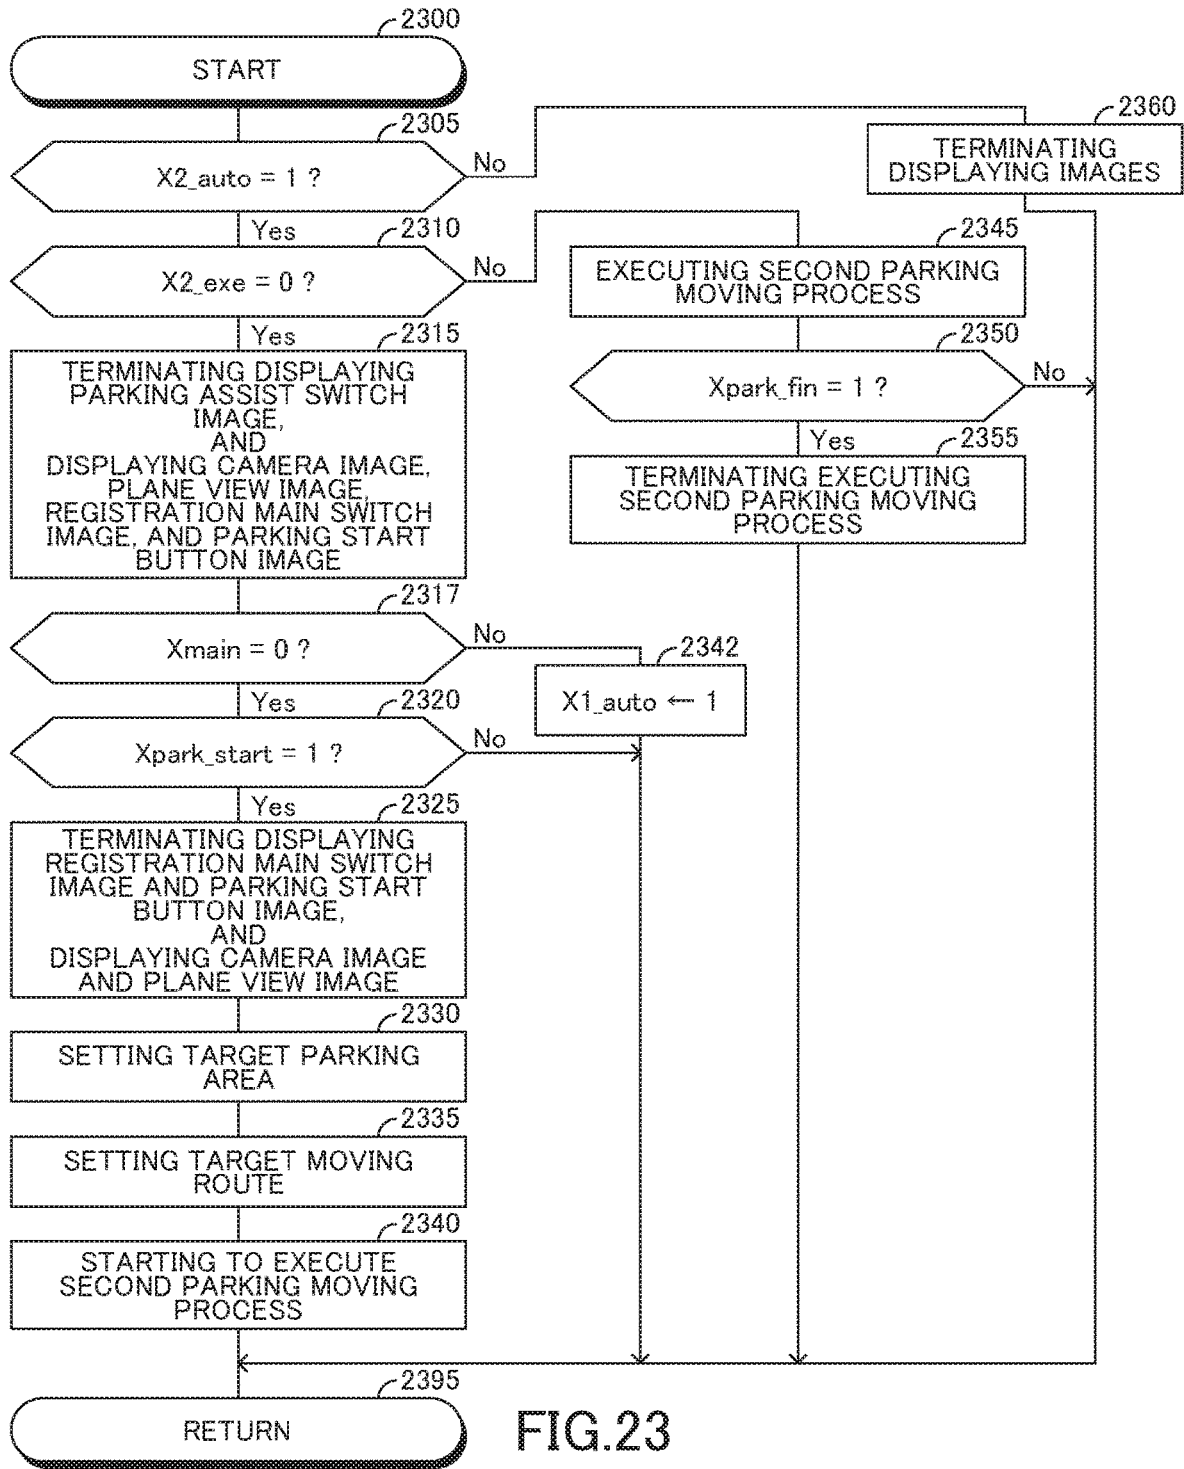 2300
START
2305
X2_auto = 1 ?
No
Yes
2360
TERMINATING
DISPLAYING IMAGES
2310
X2_exe = 0 ?
No
Yes
2345
EXECUTING SECOND PARKING
MOVING PROCESS
2350
Xpark_fin = 1 ?
No
Yes
2355
TERMINATING EXECUTING
SECOND PARKING MOVING
PROCESS
2315
TERMINATING DISPLAYING
PARKING ASSIST SWITCH
IMAGE,
AND
DISPLAYING CAMERA IMAGE,
PLANE VIEW IMAGE,
REGISTRATION MAIN SWITCH
IMAGE, AND PARKING START
BUTTON IMAGE
2317
Xmain = 0 ?
No
Yes
2342
X1_auto ← 1
2320
Xpark_start = 1 ?
No
Yes
2325
TERMINATING DISPLAYING
REGISTRATION MAIN SWITCH
IMAGE AND PARKING START
BUTTON IMAGE,
AND
DISPLAYING CAMERA IMAGE
AND PLANE VIEW IMAGE
2330
SETTING TARGET PARKING
AREA
2335
SETTING TARGET MOVING
ROUTE
2340
STARTING TO EXECUTE
SECOND PARKING MOVING
PROCESS
2395
RETURN
FIG.23